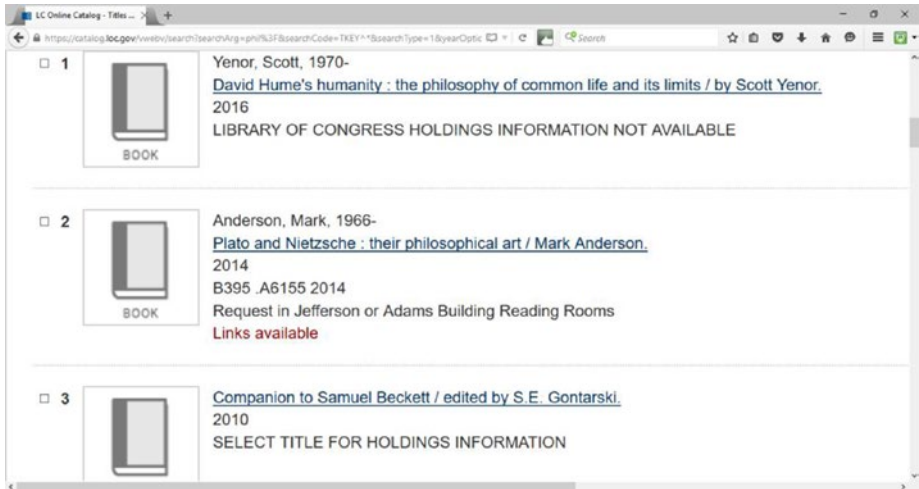 LC Online Catalog - Titles ...
https://catalog.loc.gov/vwebv/search?searchArg=phil%3F&searchCode=TKEY^*&searchType=1&yearOptic
Search
1
Yenor, Scott, 1970-
David Hume's humanity : the philosophy of common life and its limits / by Scott Yenor.
2016
LIBRARY OF CONGRESS HOLDINGS INFORMATION NOT AVAILABLE
BOOK
2
Anderson, Mark, 1966-
Plato and Nietzsche : their philosophical art / Mark Anderson.
2014
B395 .A6155 2014
Request in Jefferson or Adams Building Reading Rooms
Links available
BOOK
3
Companion to Samuel Beckett / edited by S.E. Gontarski.
2010
SELECT TITLE FOR HOLDINGS INFORMATION